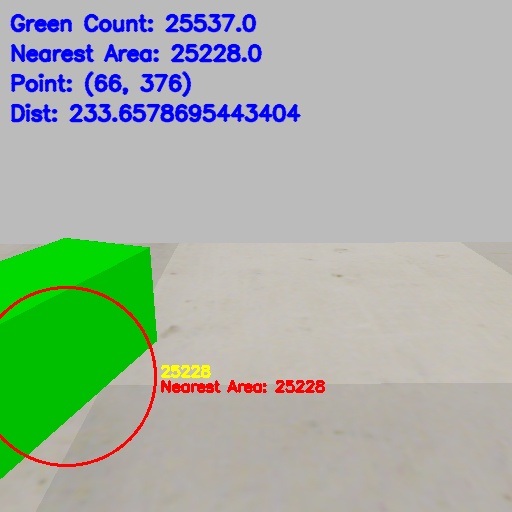 Green Count: 25537.0
Nearest Area: 25228.0
Point: (66, 376)
Dist: 233.6578695443404
25228
Nearest Area: 25228